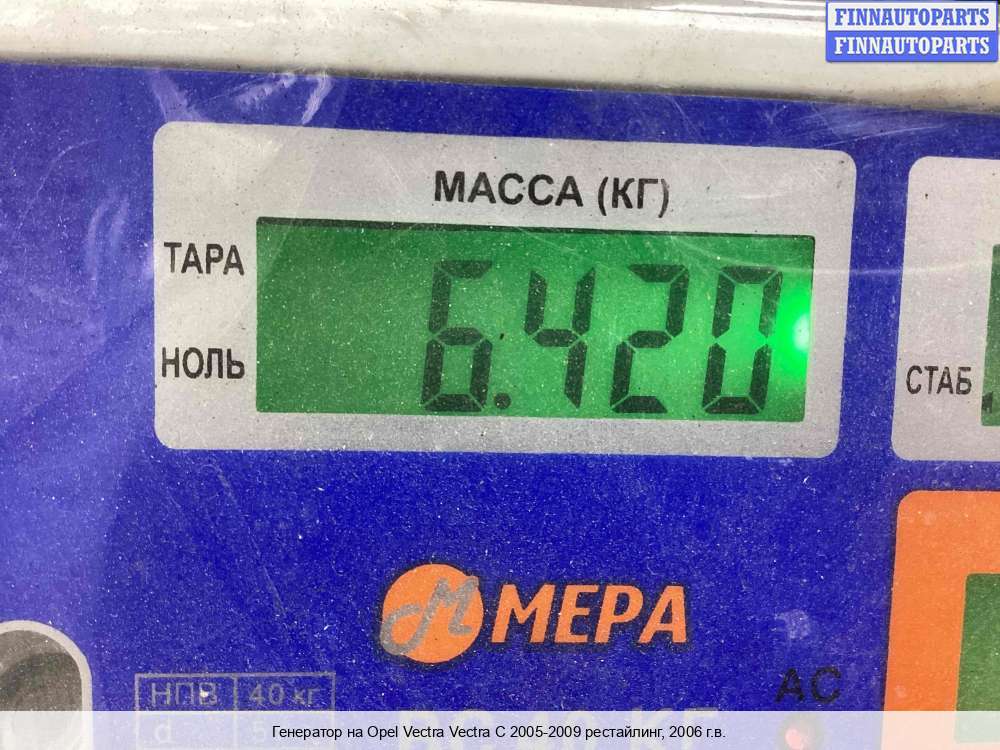 FINNAUTOPARTS
FINNAUTOPARTS
МАССА (КГ)
ТАРА
НОЛЬ
6.420
СТАБ
МЕРА
АС
НПВ 40 кг
d 5
Генератор на Opel Vectra Vectra C 2005-2009 рестайлинг, 2006 г.в.